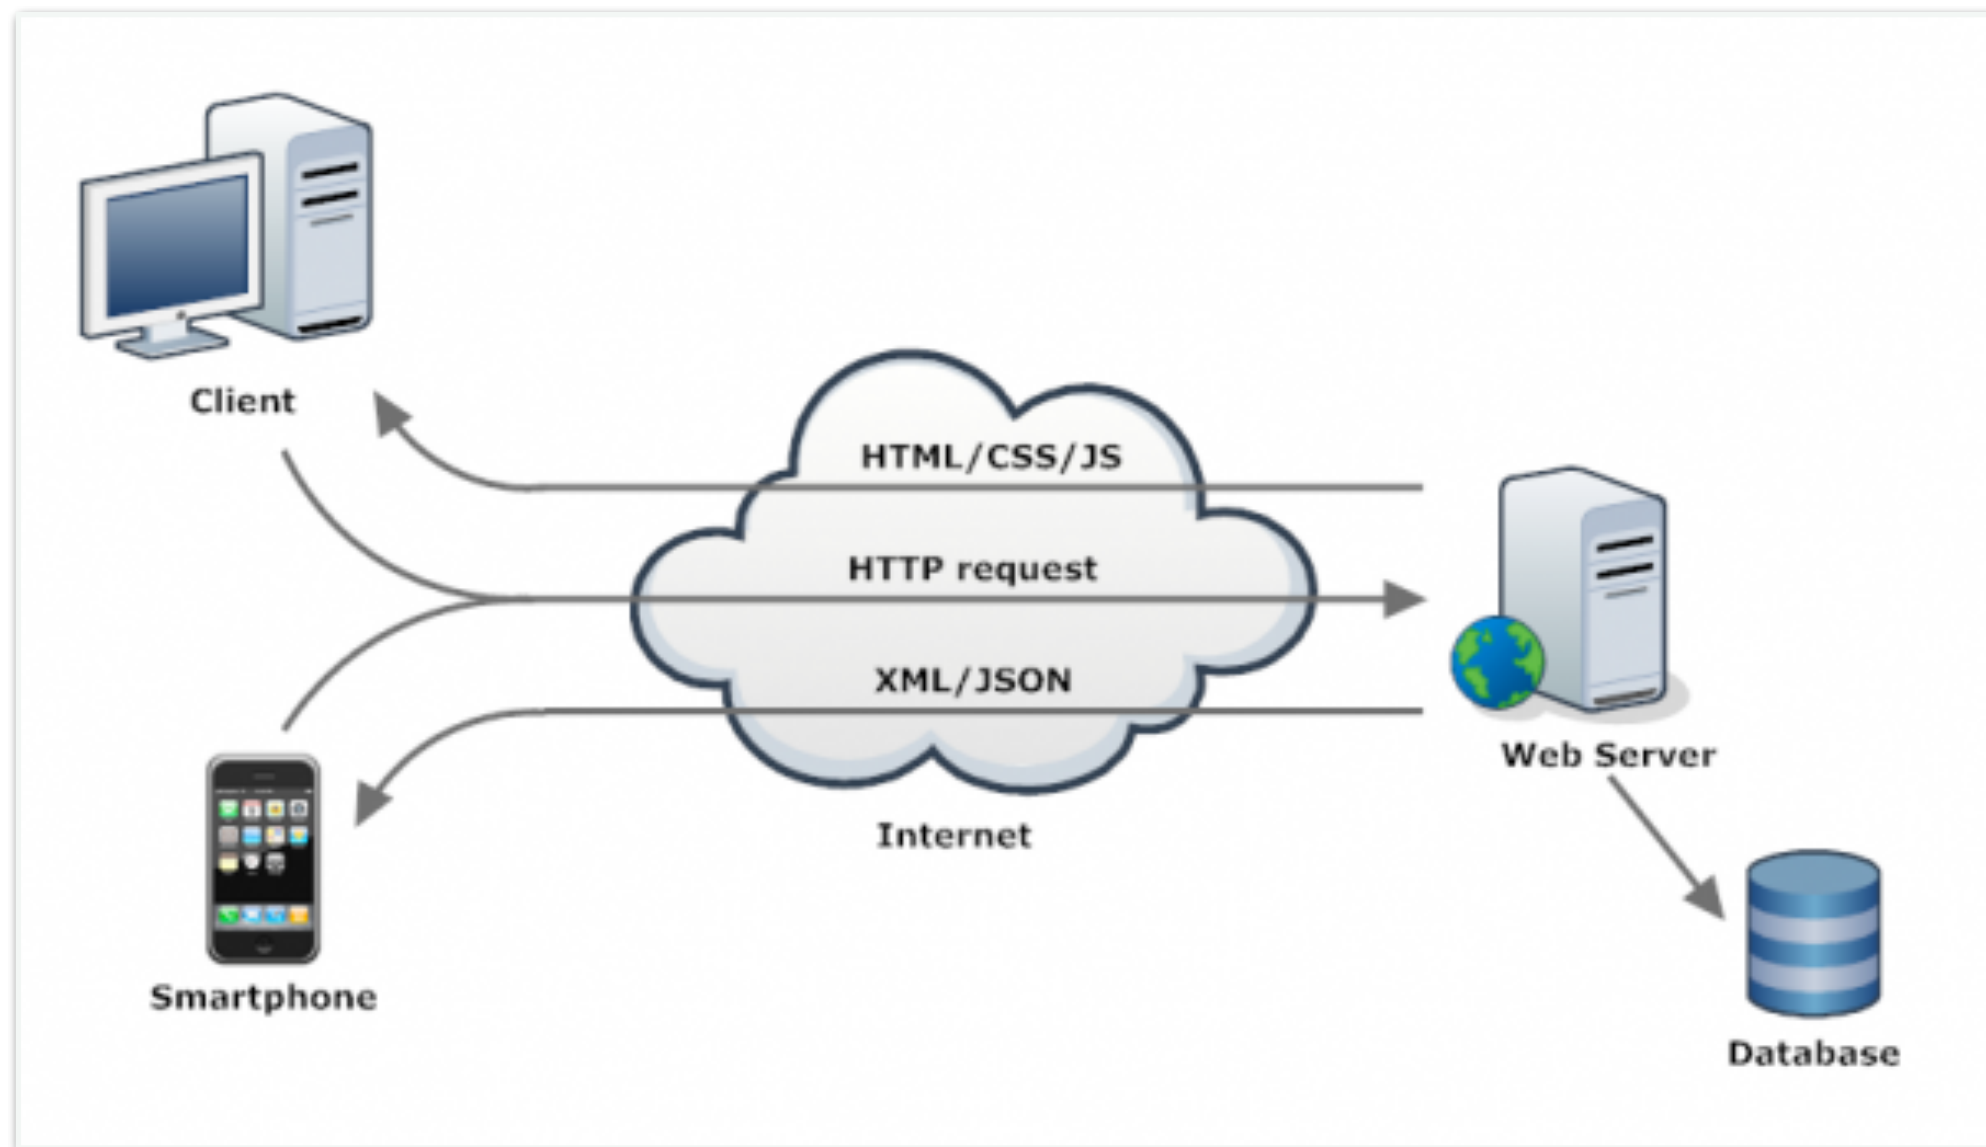 Client
HTML/CSS/JS
HTTP request
XML/JSON
Web Server
Internet
Smartphone
Database